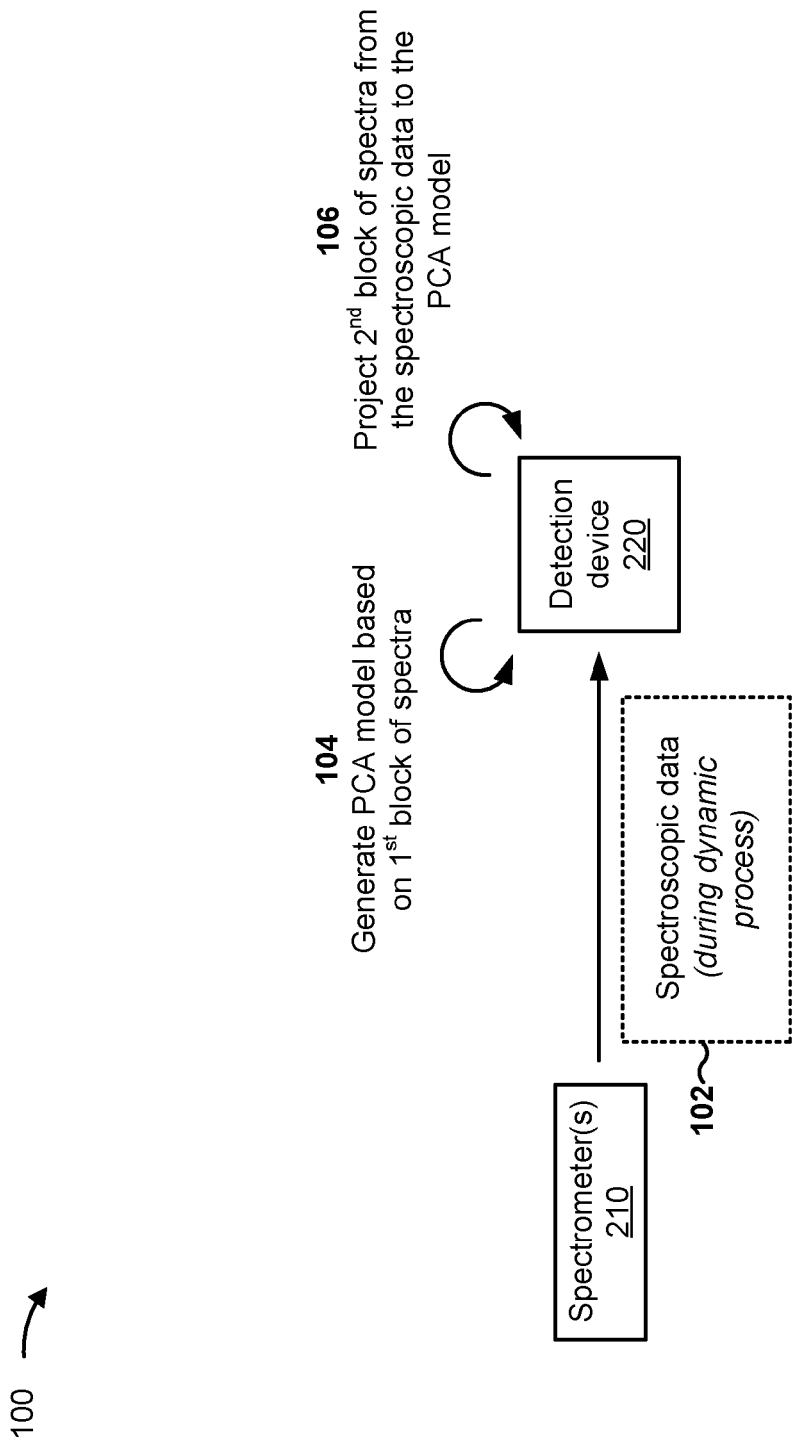 100
104
Generate PCA model based
on 1st block of spectra
106
Project 2nd block of spectra from
the spectroscopic data to the
PCA model
Spectrometer(s)
210
Detection
device
220
102
Spectroscopic data
(during dynamic
process)